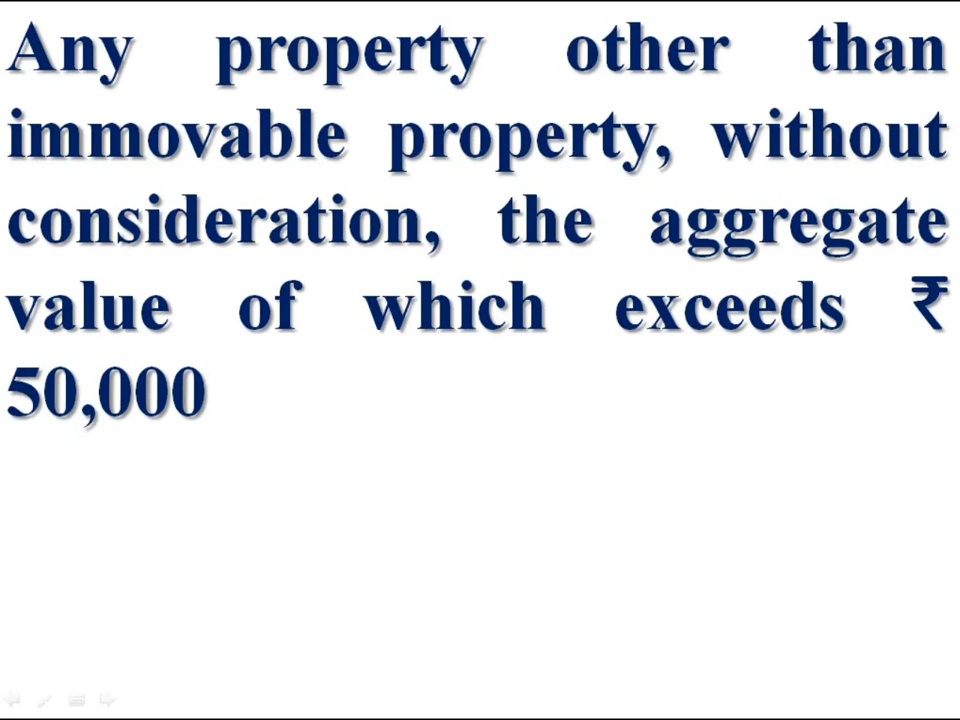 Any property other than
immovable property, without
consideration, the aggregate
value of which exceeds ₹
50,000